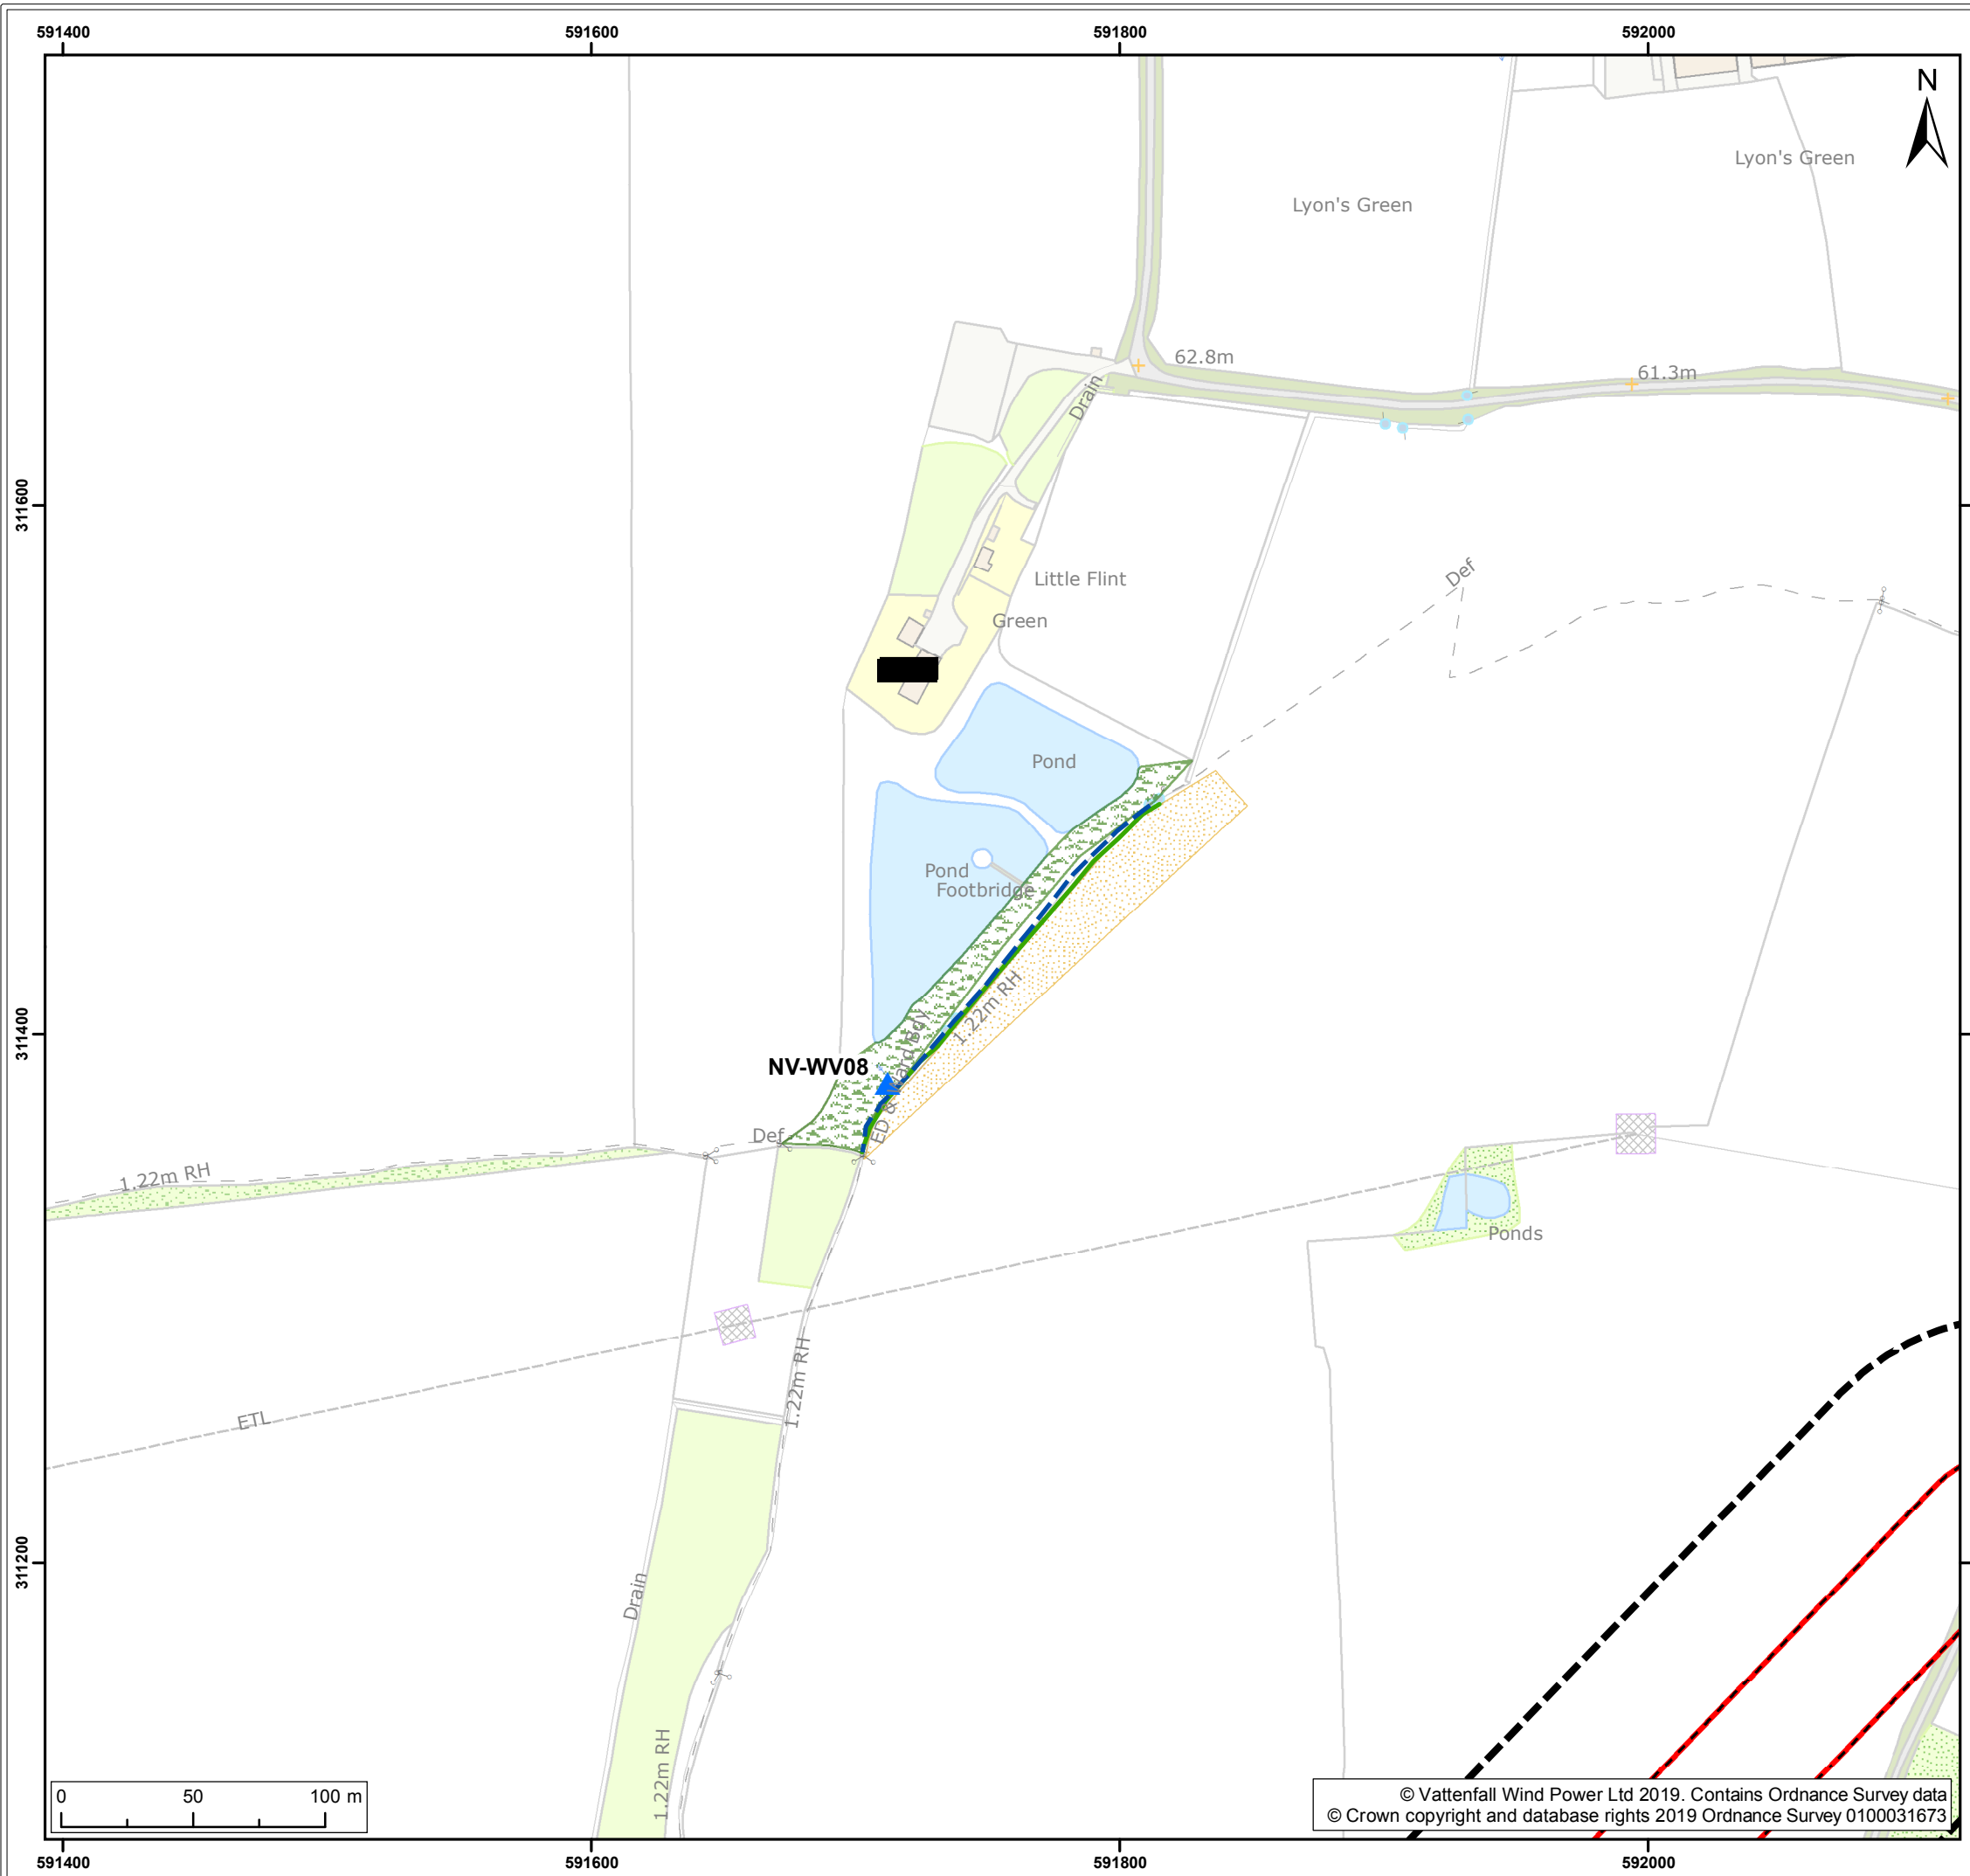 591400
591600
591800
592000
N
Lyon's Green
Lyon's Green
62.8m
61.3m
Drain
311600
Def
Little Flint
Green
Pond
Pond
Footbridge
1.22m RH
311400
ED & Ward Bdy
NV-WV08
Def
1.22m RH
Ponds
1.22m RH
ETL
311200
Drain
1.22m RH
0 50 100 m
© Vattenfall Wind Power Ltd 2019. Contains Ordnance Survey data
© Crown copyright and database rights 2019 Ordnance Survey 0100031673
591400
591600
591800
592000